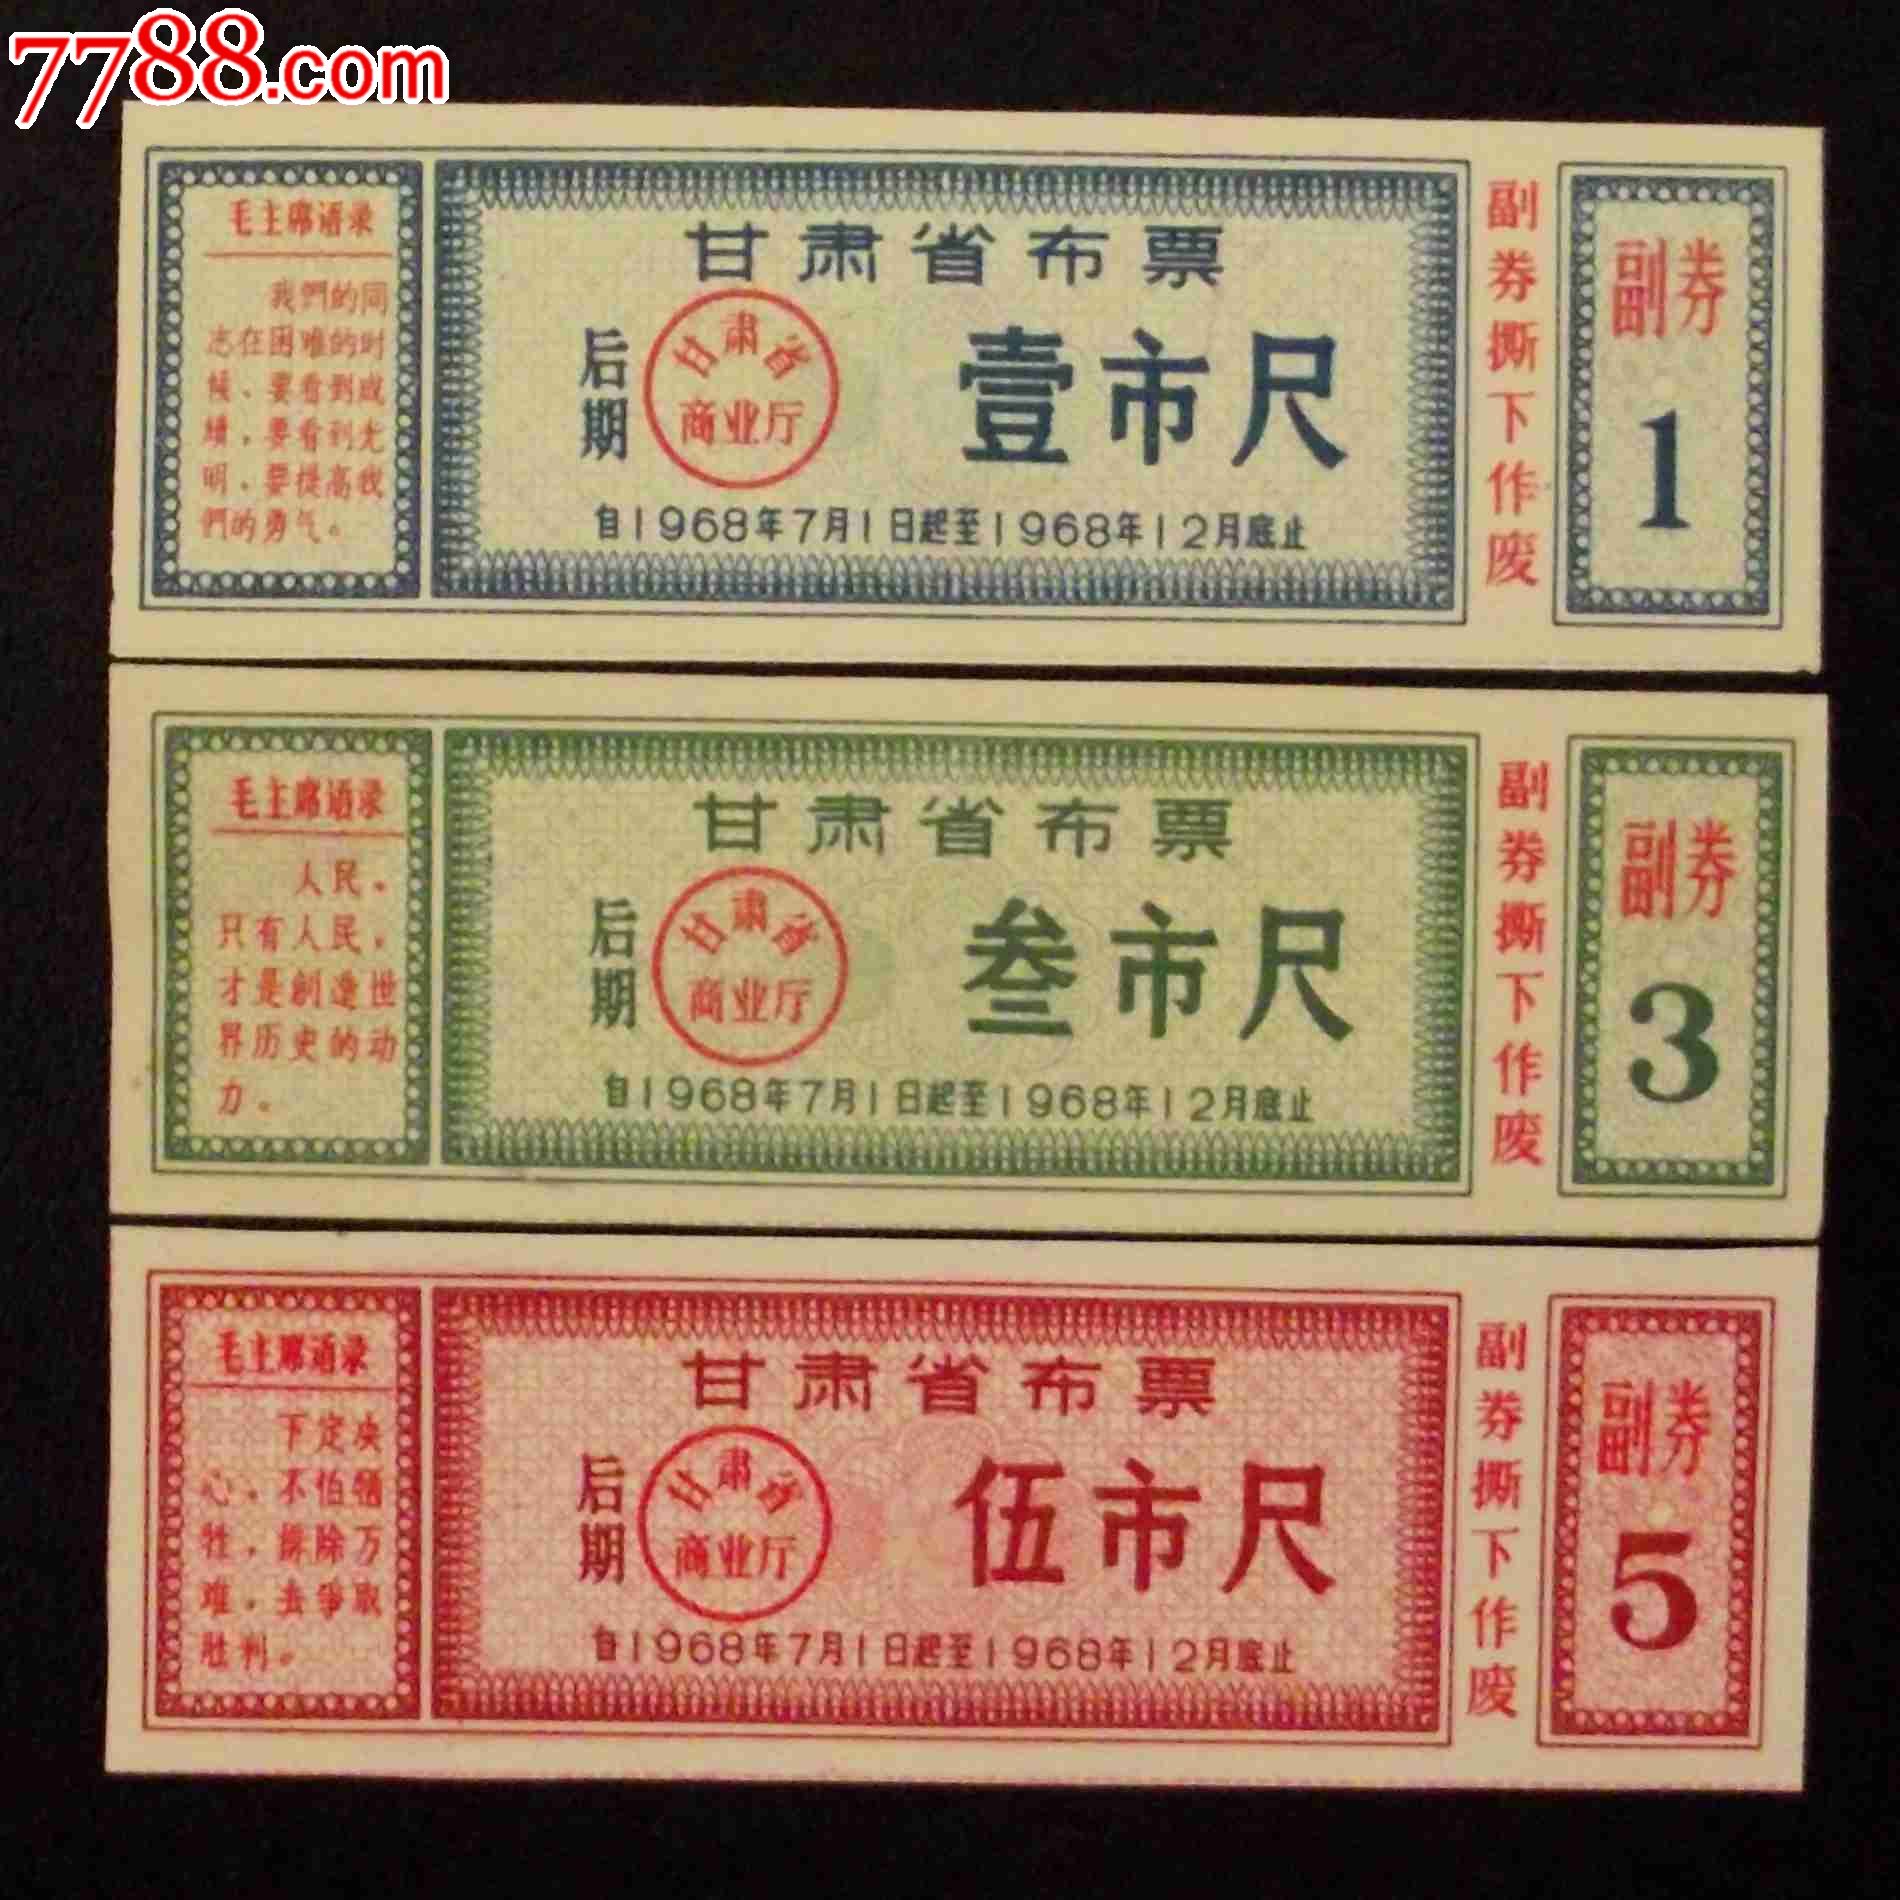 7788.com
毛主席语录
我們的同
志在困难的时
候、要看到成
績，要看到光
明，要提高我
們的勇气。
甘肃省布票
后期
甘肃省
商业厅
壹市尺
自1968年7月1日起至1968年12月底止
副券撕下作废
副券
1
毛主席语录
人民，
只有人民，
才是創造世
界历史的动
力。
甘肃省布票
后期
甘肃省
商业厅
叁市尺
自1968年7月1日起至1968年12月底止
副券撕下作废
副券
3
毛主席语录
下定决
心，不怕牺
牲，排除万
难，去争取
胜利。
甘肃省布票
后期
甘肃省
商业厅
伍市尺
自1968年7月1日起至1968年12月底止
副券撕下作废
副券
5